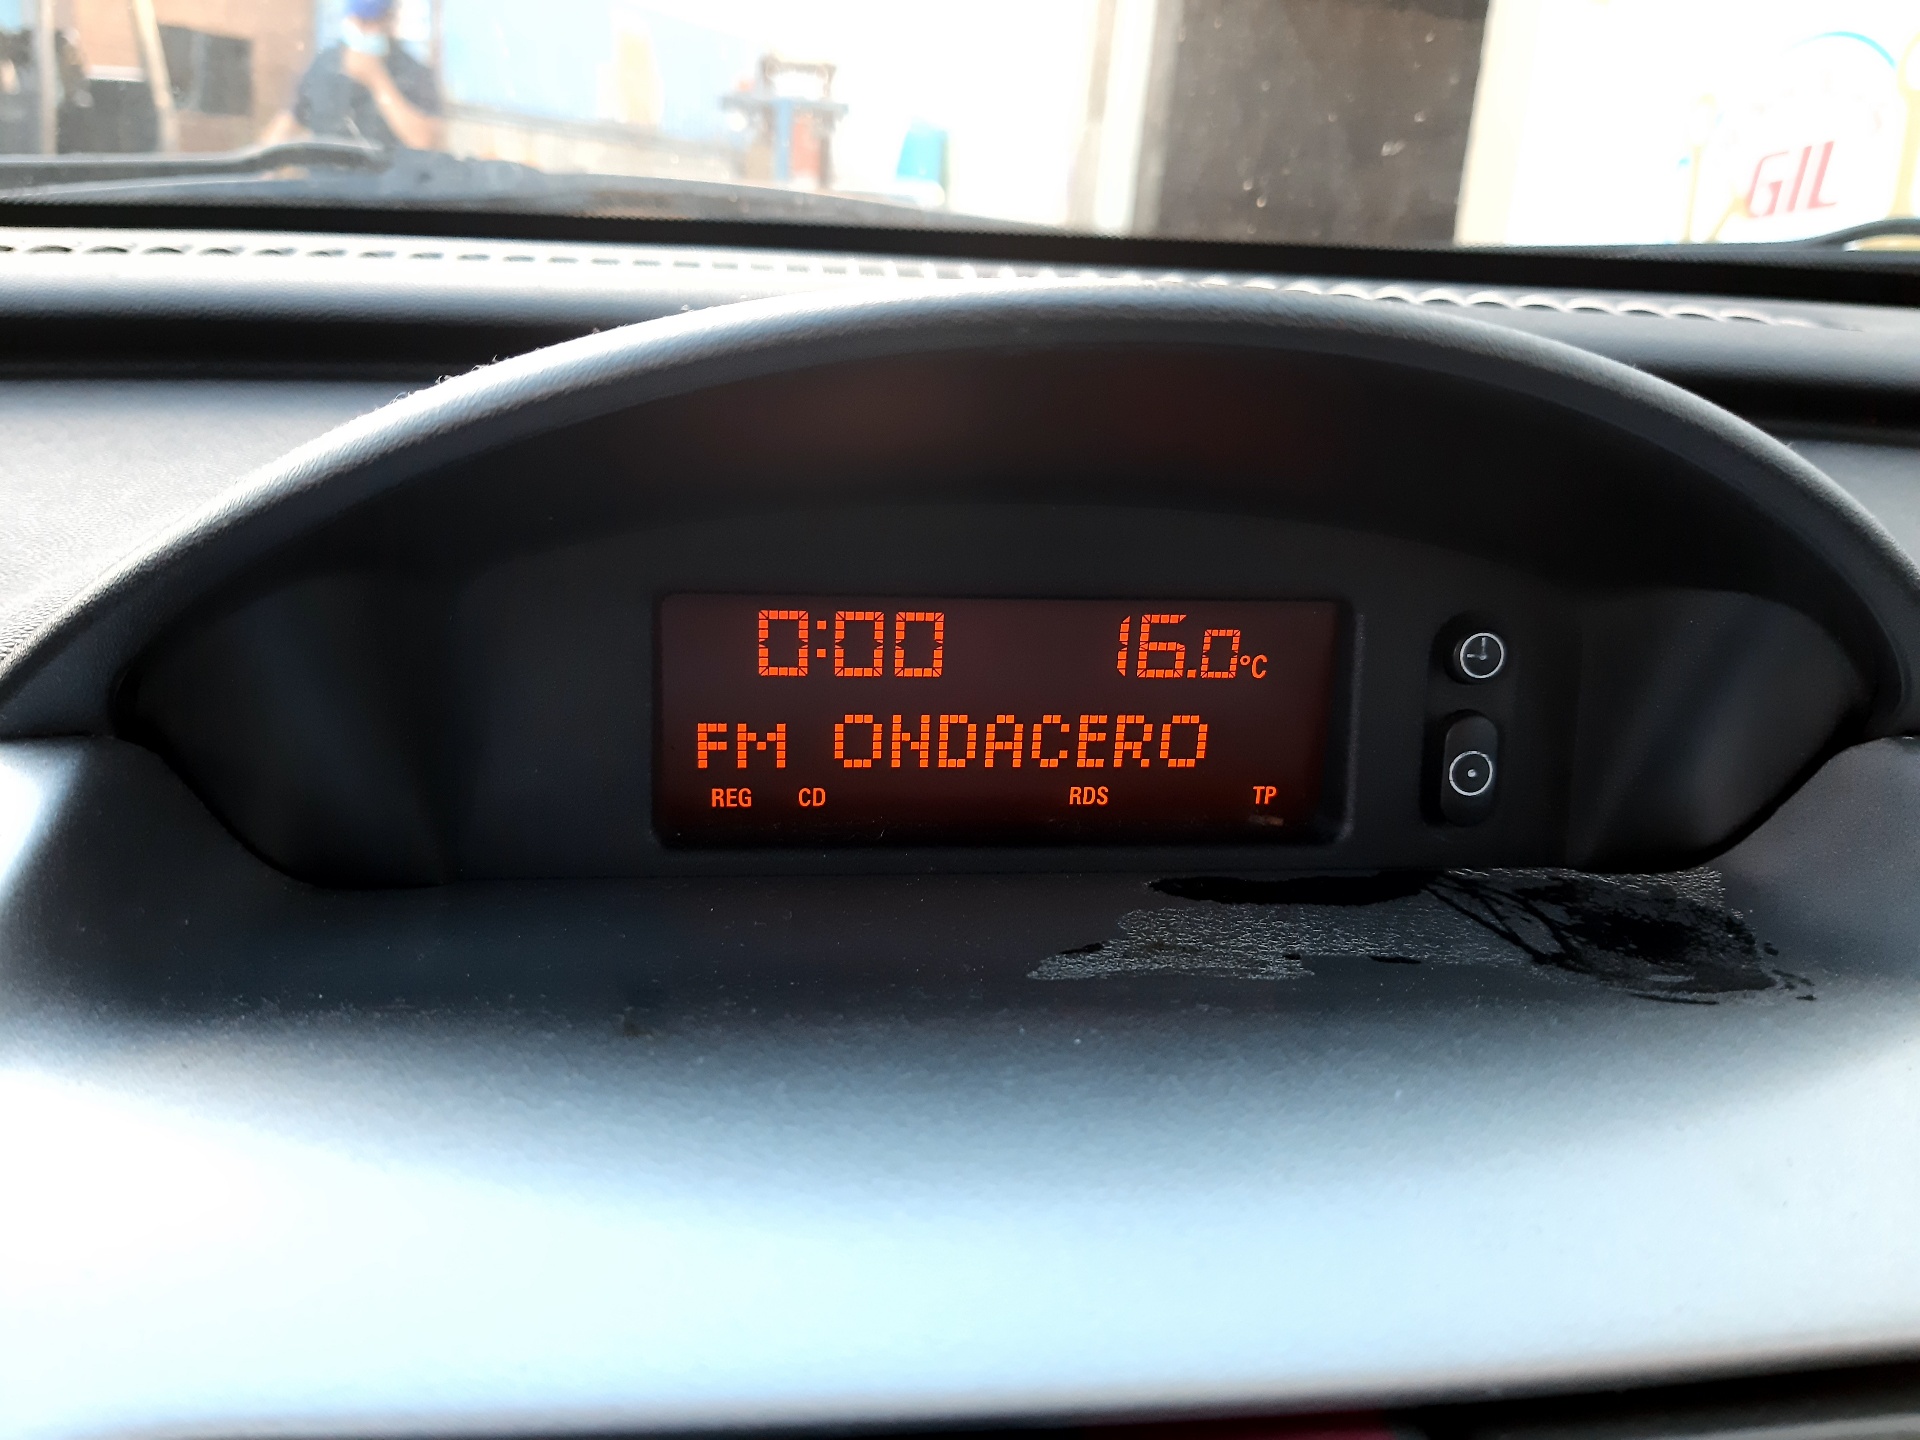 GIL
0:00 16.0°C
FM ONDACERO
REG CD RDS TP